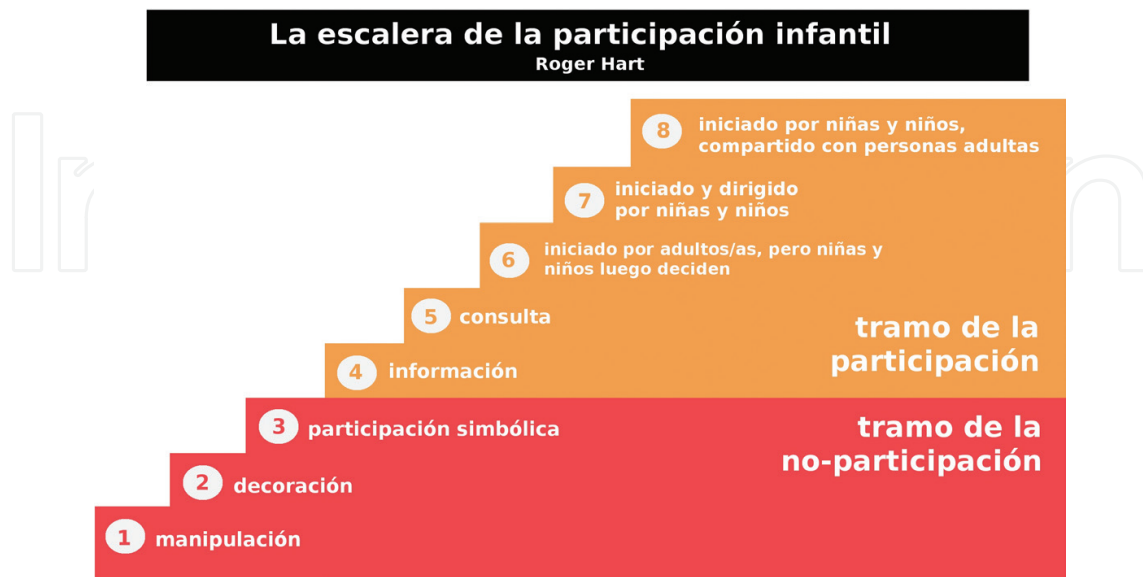 La escalera de la participación infantil
Roger Hart
8 iniciado por niñas y niños,
compartido con personas adultas
7 iniciado y dirigido
por niñas y niños
6 iniciado por adultos/as, pero niñas y
niños luego deciden
5 consulta
4 información
tramo de la
participación
3 participación simbólica
2 decoración
1 manipulación
tramo de la
no-participación